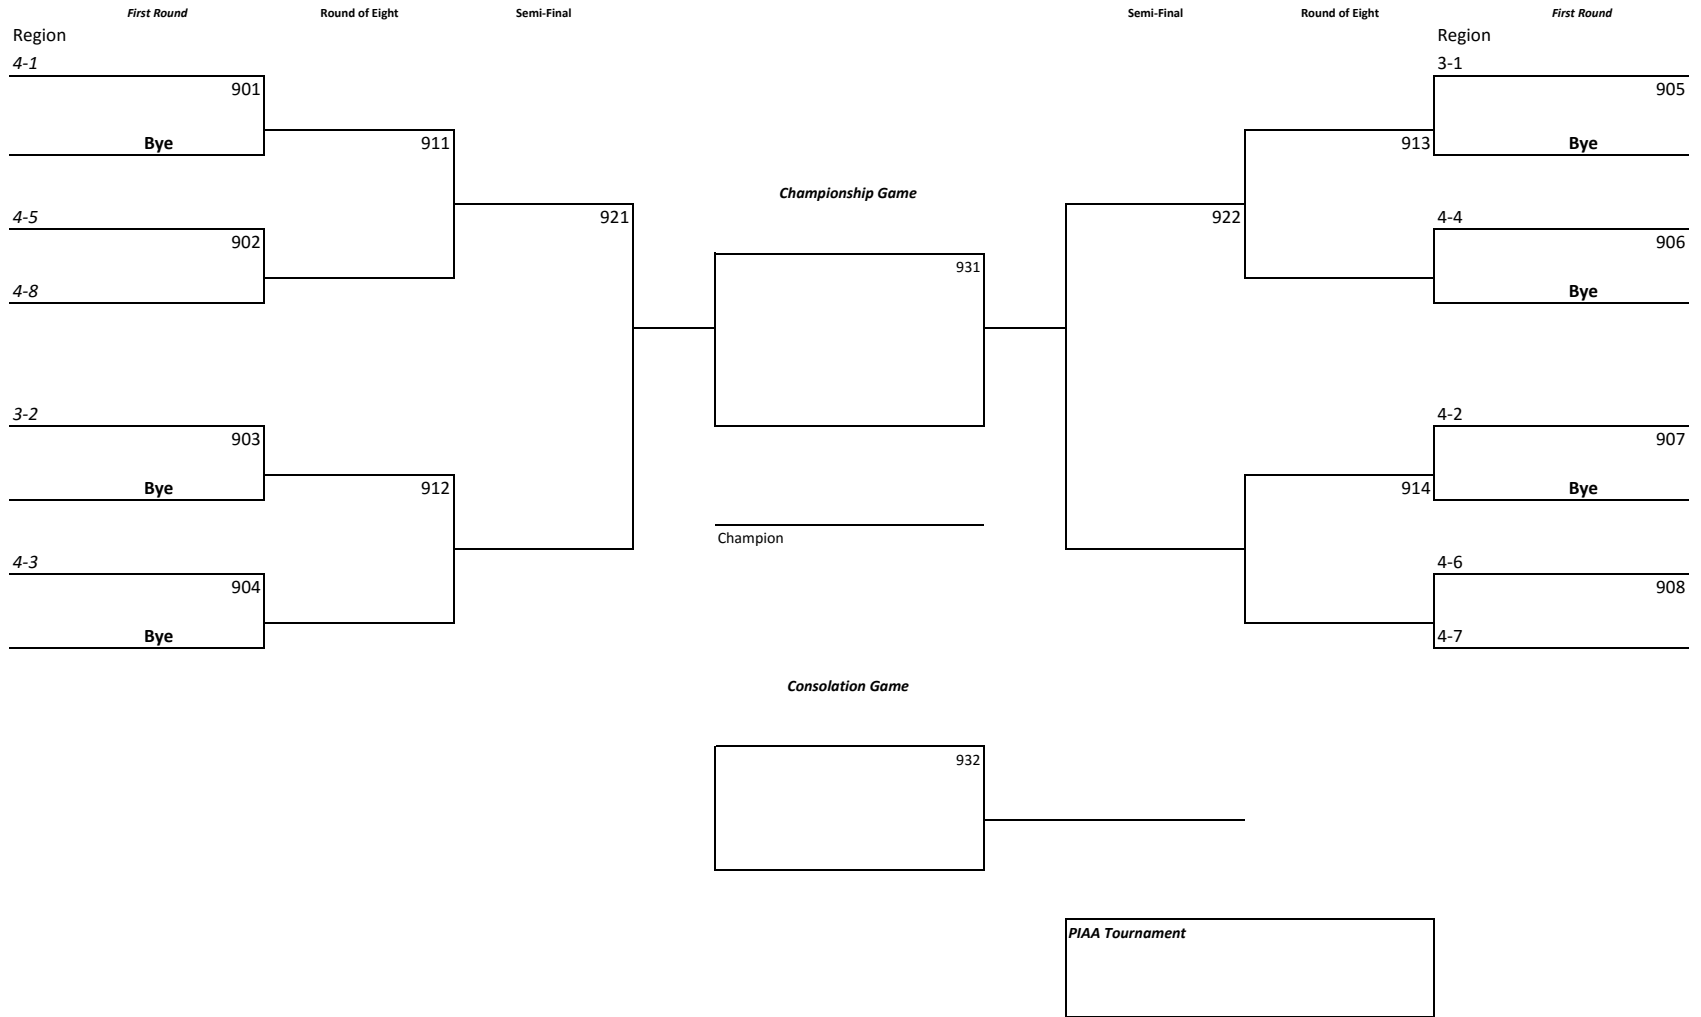 First Round Round of Eight Semi-Final Semi-Final Round of Eight First Round
Region Region
4-1 3-1
901 905
Bye 911 913 Bye
Championship Game
4-5 921 922 4-4
902 906
931
4-8 Bye Bye
3-2 4-2
903 907
Bye 912 914 Bye
Champion
4-3 4-6
904 908
Bye 4-7
Consolation Game
932
PIAA Tournament